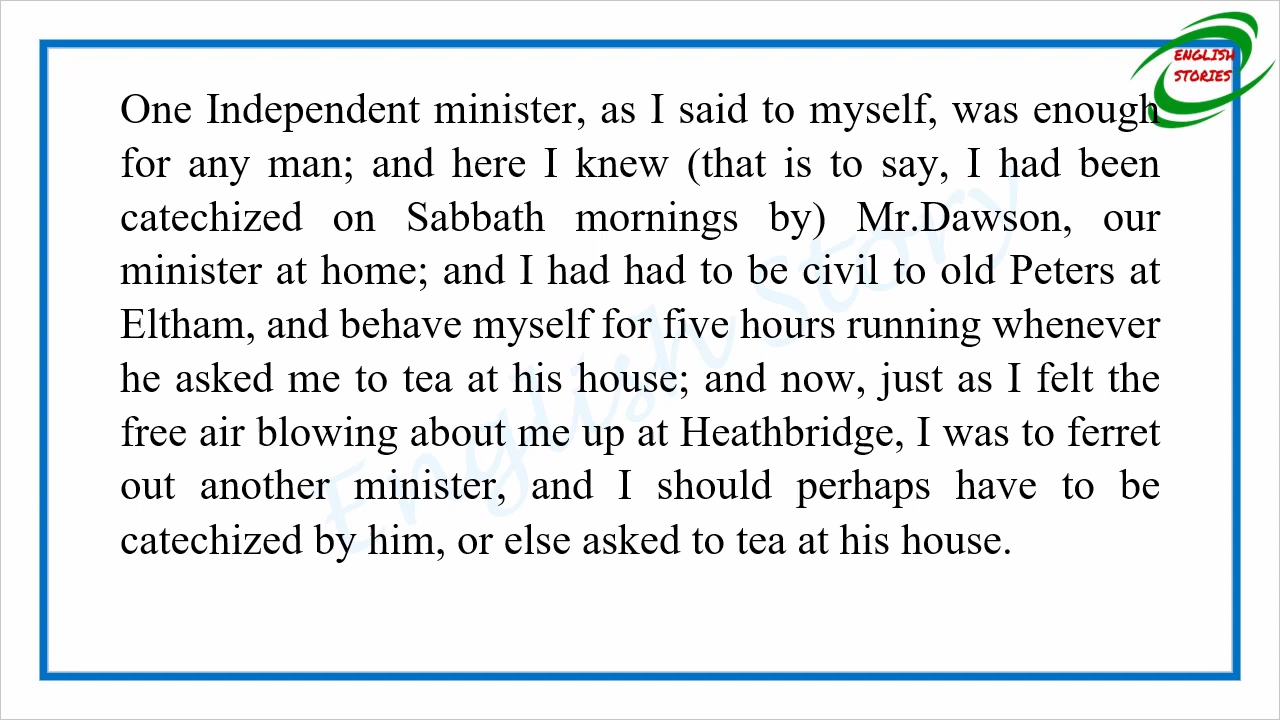 ENGLISH
STORIES
One Independent minister, as I said to myself, was enough
for any man; and here I knew (that is to say, I had been
catechized on Sabbath mornings by) Mr.Dawson, our
minister at home; and I had had to be civil to old Peters at
Eltham, and behave myself for five hours running whenever
he asked me to tea at his house; and now, just as I felt the
free air blowing about me up at Heathbridge, I was to ferret
out another minister, and I should perhaps have to be
catechized by him, or else asked to tea at his house.
English Story